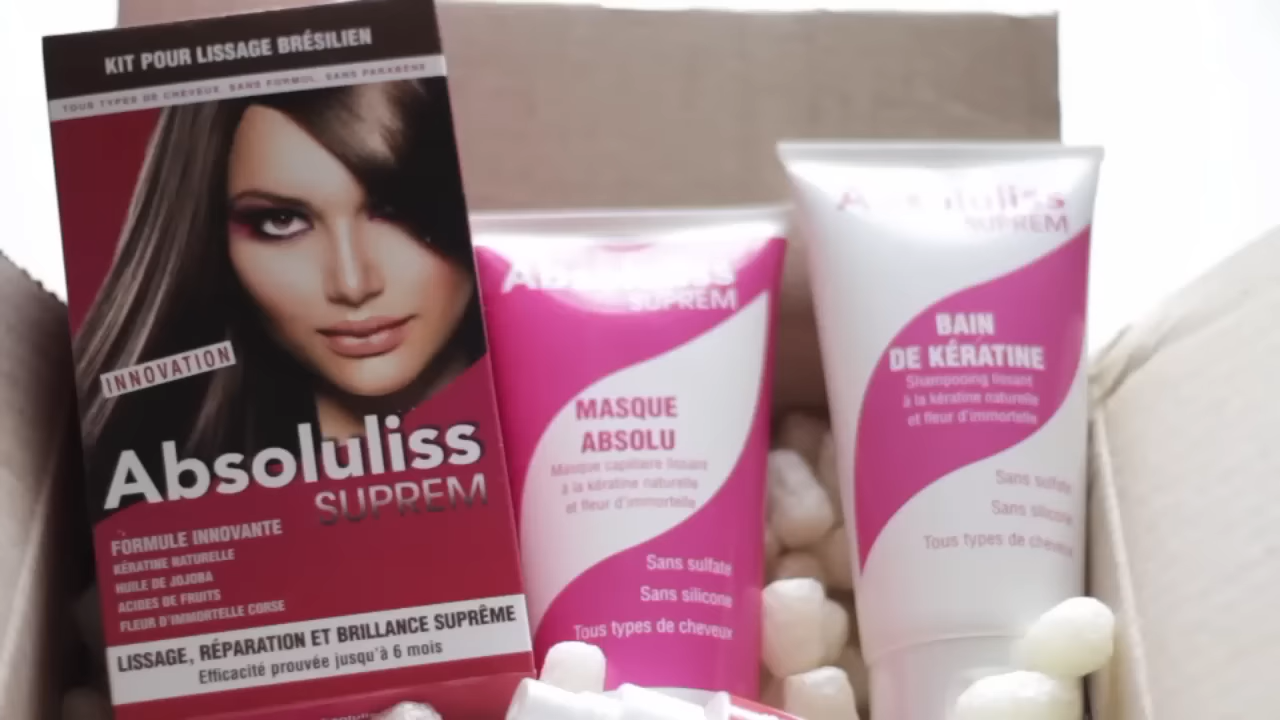 KIT POUR LISSAGE BRÉSILIEN
TOUS TYPES DE CHEVEUX, SANS FORMOL, SANS PARABÈNE
INNOVATION
Absoluliss
SUPREM
FORMULE INNOVANTE
KÉRATINE NATURELLE
HUILE DE JOJOBA
ACIDES DE FRUITS
FLEUR D'IMMORTELLE CORSE
LISSAGE, RÉPARATION ET BRILLANCE SUPRÊME
Efficacité prouvée jusqu'à 6 mois
Absoluliss
SUPREM
MASQUE
ABSOLU
Masque capillaire lissant
à la kératine naturelle
et fleur d'immortelle
Sans sulfate
Sans silicone
Tous types de cheveux
Absoluliss
SUPREM
BAIN
DE KÉRATINE
Shampooing lissant
à la kératine naturelle
et fleur d'immortelle
Sans sulfate
Sans silicone
Tous types de cheveux